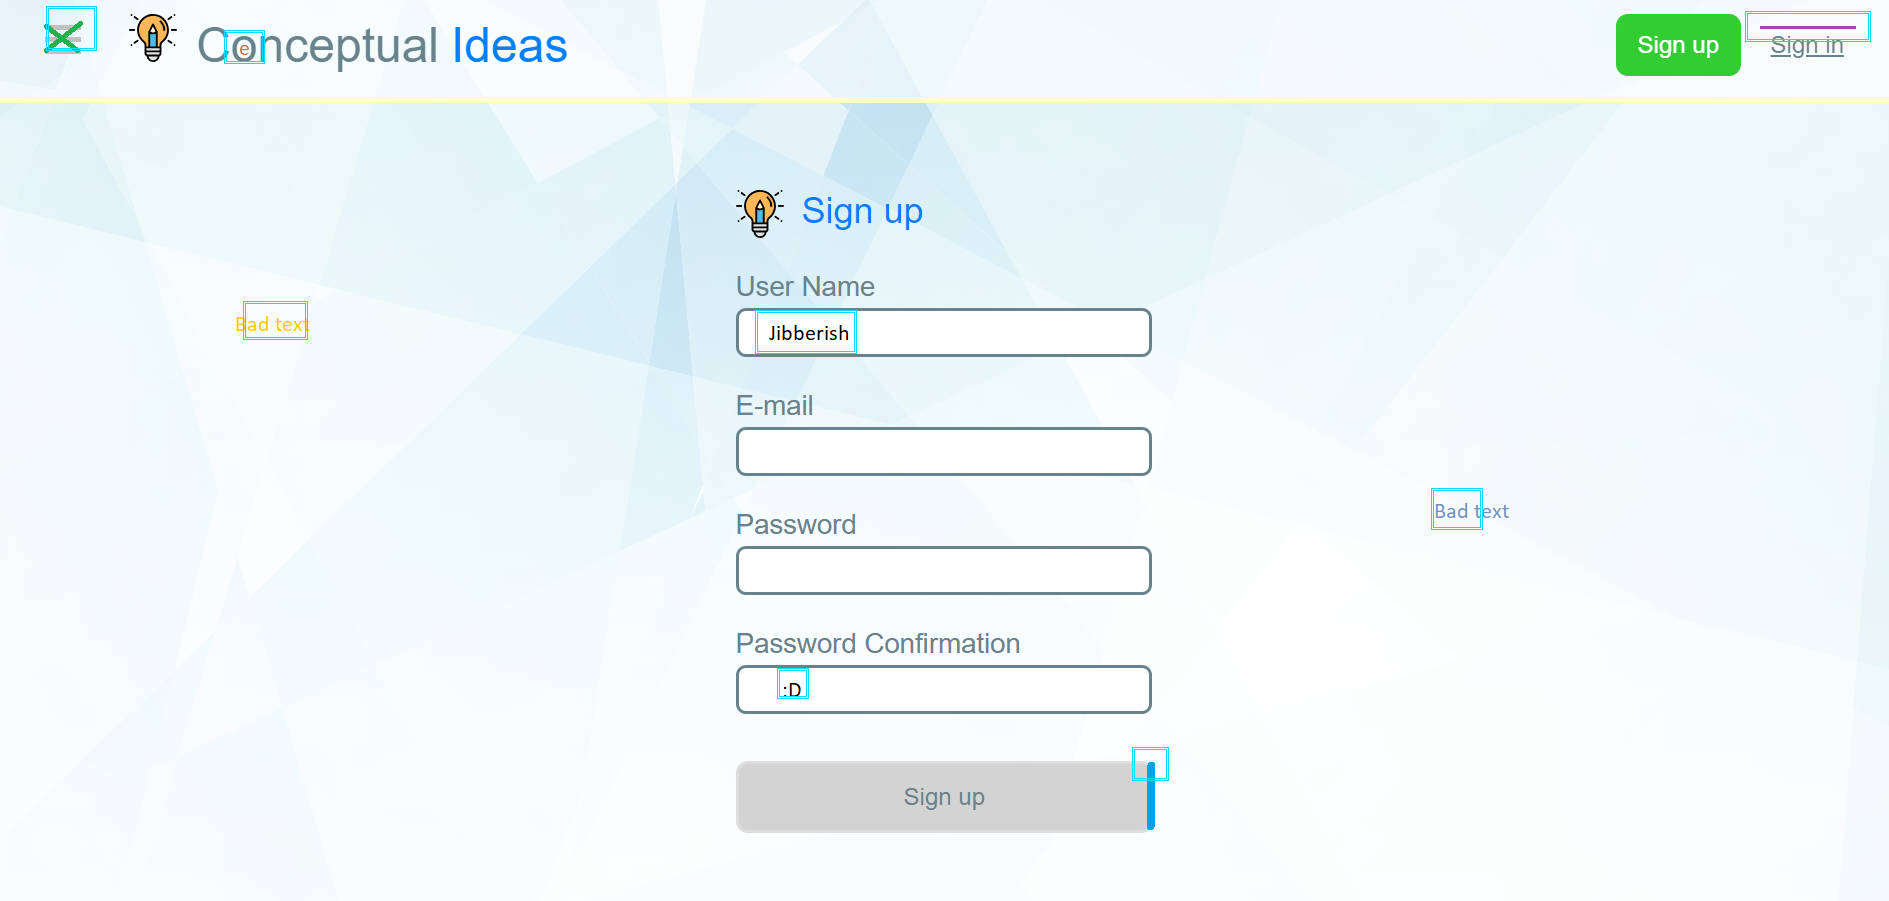 Conceptual Ideas
e
Sign up
Sign in
Sign up
User Name
Bad text
Jibberish
E-mail
Bad text
Password
Password Confirmation
:D
Sign up